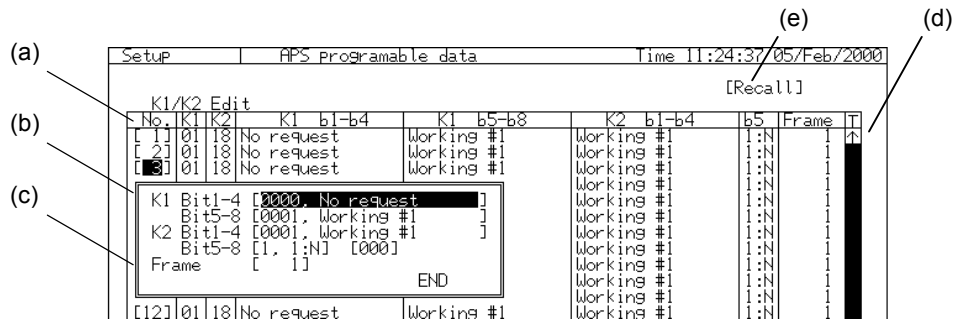 (e) (d)
(a) Setup APS programable data Time 11:24:37 05/Feb/2000
[Recall]
K1/K2 Edit
(b) No. K1 K2 K1 b1-b4 K1 b5-b8 K2 b1-b4 b5 Frame T
[ 1] 01 18 No request Working #1 Working #1 1:N 1 ↑
[ 2] 01 18 No request Working #1 Working #1 1:N 1
[ 3] 01 18 No request Working #1 Working #1 1:N 1
Working #1 1:N 1
(c) K1 Bit1-4 [0000, No request ] Working #1 1:N 1
Bit5-8 [0001, Working #1 ] Working #1 1:N 1
K2 Bit1-4 [0001, Working #1 ] Working #1 1:N 1
Bit5-8 [1, 1:N] [000] Working #1 1:N 1
Frame [ 1] Working #1 1:N 1
END Working #1 1:N 1
Working #1 1:N 1
[12] 01 18 No request Working #1 Working #1 1:N 1